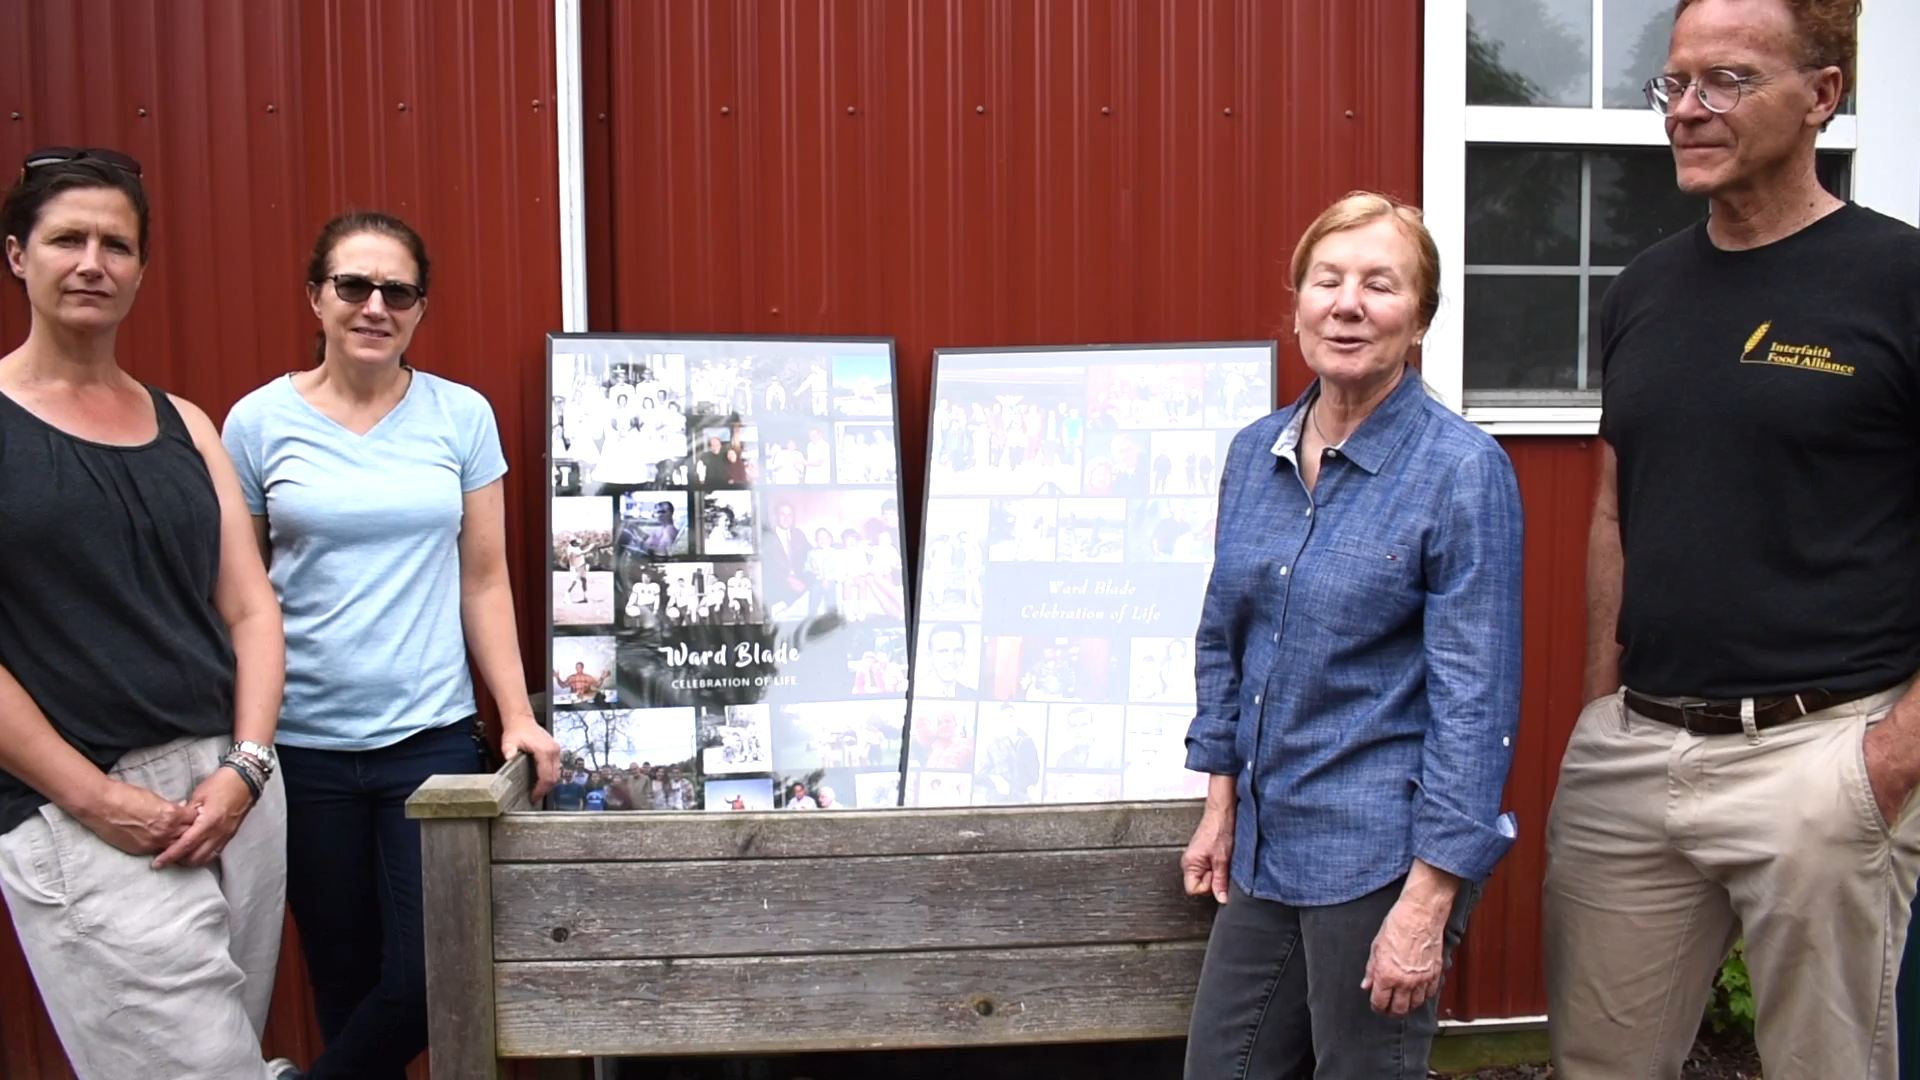 Ward Blade
CELEBRATION OF LIFE
Ward Blade
Celebration of Life
Interfaith
Food Alliance